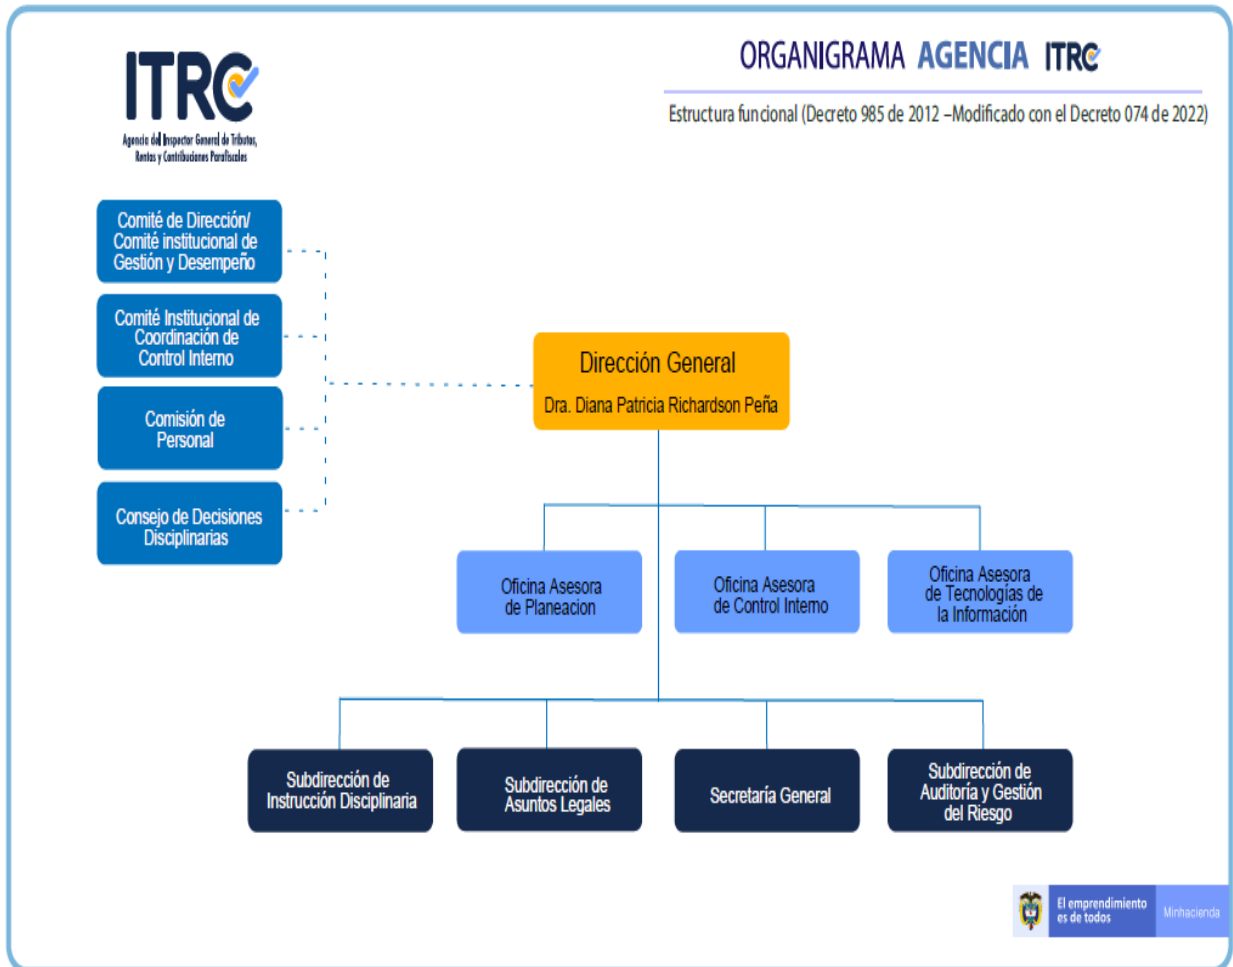 ITRC
Agencia del Inspector General de Tributos,
Rentas y Contribuciones Parafiscales
ORGANIGRAMA AGENCIA ITRC
Estructura funcional (Decreto 985 de 2012 –Modificado con el Decreto 074 de 2022)
Comité de Dirección/
Comité institucional de
Gestión y Desempeño
Comité Institucional de
Coordinación de
Control Interno
Comisión de
Personal
Consejo de Decisiones
Disciplinarias
Dirección General
Dra. Diana Patricia Richardson Peña
Oficina Asesora
de Planeacion
Oficina Asesora
de Control Interno
Oficina Asesora
de Tecnologías de
la Información
Subdirección de
Instrucción Disciplinaria
Subdirección de
Asuntos Legales
Secretaría General
Subdirección de
Auditoría y Gestión
del Riesgo
El emprendimiento
es de todos
Minhacienda